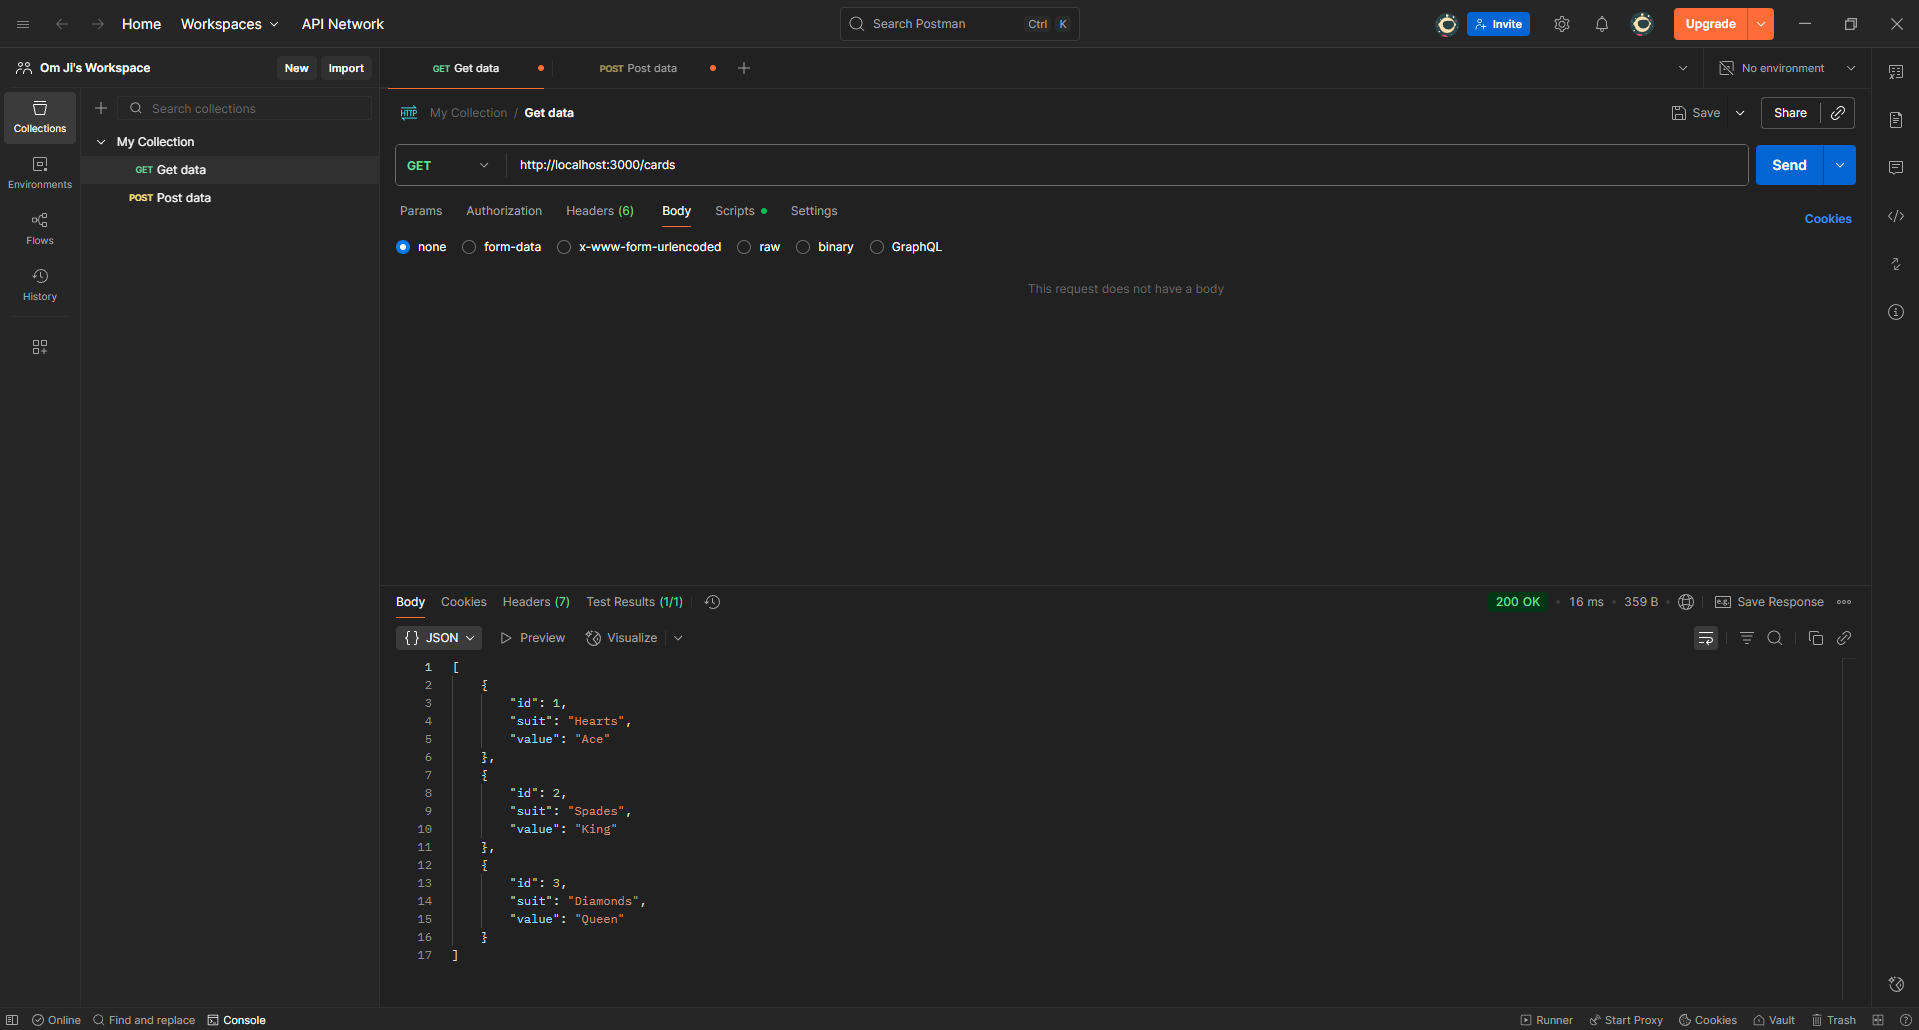 Home Workspaces API Network Search Postman Ctrl K Invite Upgrade
Om Ji's Workspace New Import GET Get data POST Post data No environment
Search collections
My Collection
GET Get data
POST Post data
Collections
Environments
Flows
History
HTTP My Collection / Get data Save Share
GET http://localhost:3000/cards Send
Params Authorization Headers (6) Body Scripts Settings Cookies
none form-data x-www-form-urlencoded raw binary GraphQL
This request does not have a body
Body Cookies Headers (7) Test Results (1/1) 200 OK • 16 ms • 359 B • e.g. Save Response
{} JSON Preview Visualize
1 [
2 {
3 "id": 1,
4 "suit": "Hearts",
5 "value": "Ace"
6 },
7 {
8 "id": 2,
9 "suit": "Spades",
10 "value": "King"
11 },
12 {
13 "id": 3,
14 "suit": "Diamonds",
15 "value": "Queen"
16 }
17 ]
Online Find and replace Console Runner Start Proxy Cookies Vault Trash